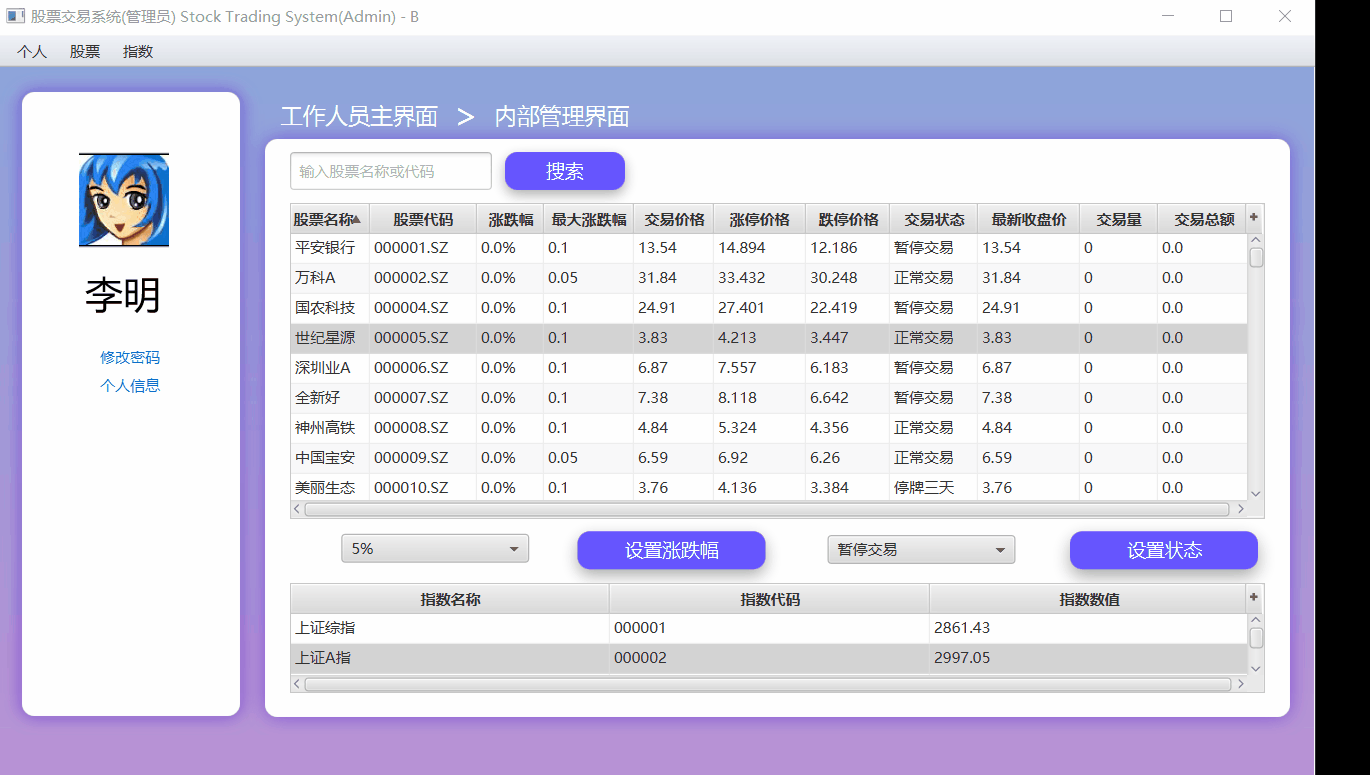 股票交易系统(管理员) Stock Trading System(Admin) - B
个人 股票 指数
工作人员主界面 > 内部管理界面
李明
修改密码
个人信息
输入股票名称或代码 搜索
股票名称 股票代码 涨跌幅 最大涨跌幅 交易价格 涨停价格 跌停价格 交易状态 最新收盘价 交易量 交易总额 +
平安银行 000001.SZ 0.0% 0.1 13.54 14.894 12.186 暂停交易 13.54 0 0.0
万科A 000002.SZ 0.0% 0.05 31.84 33.432 30.248 正常交易 31.84 0 0.0
国农科技 000004.SZ 0.0% 0.1 24.91 27.401 22.419 暂停交易 24.91 0 0.0
世纪星源 000005.SZ 0.0% 0.1 3.83 4.213 3.447 正常交易 3.83 0 0.0
深圳业A 000006.SZ 0.0% 0.1 6.87 7.557 6.183 暂停交易 6.87 0 0.0
全新好 000007.SZ 0.0% 0.1 7.38 8.118 6.642 暂停交易 7.38 0 0.0
神州高铁 000008.SZ 0.0% 0.1 4.84 5.324 4.356 正常交易 4.84 0 0.0
中国宝安 000009.SZ 0.0% 0.05 6.59 6.92 6.26 正常交易 6.59 0 0.0
美丽生态 000010.SZ 0.0% 0.1 3.76 4.136 3.384 停牌三天 3.76 0 0.0
5% 设置涨跌幅 暂停交易 设置状态
指数名称 指数代码 指数数值 +
上证综指 000001 2861.43
上证A指 000002 2997.05